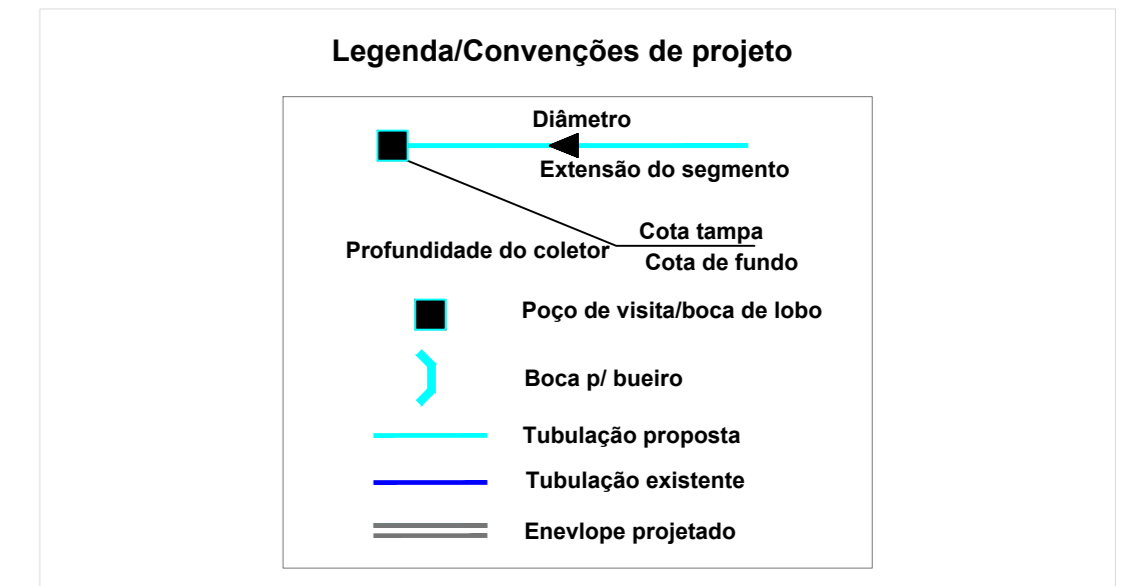 Legenda/Convenções de projeto
Diâmetro
Extensão do segmento
Cota tampa
Profundidade do coletor
Cota de fundo
Poço de visita/boca de lobo
Boca p/ bueiro
Tubulação proposta
Tubulação existente
Enevlope projetado